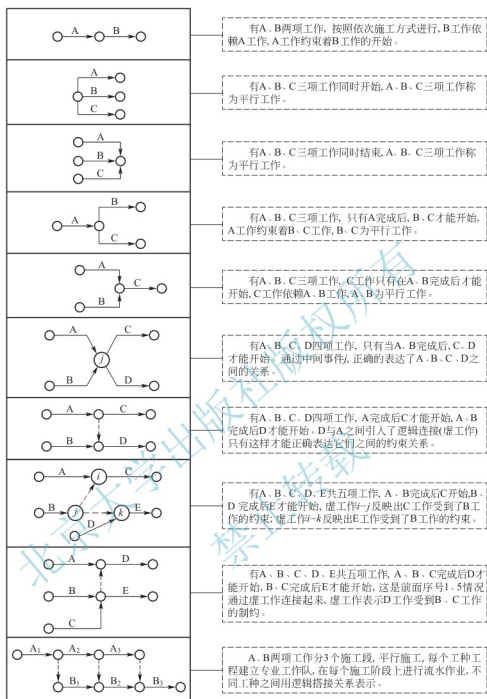 A B
有A、B两项工作, 按照依次施工方式进行, B工作依
赖A工作, A工作约束着B工作的开始。
A
B
C
有A、B、C三项工作同时开始, A、B、C三项工作称
为平行工作。
A
B
C
有A、B、C三项工作同时结束, A、B、C三项工作称
为平行工作。
B
A
C
有A、B、C三项工作, 只有A完成后, B、C才能开始,
A工作约束着B、C工作, B、C为平行工作。
A
C
B
有A、B、C三项工作, C工作只有在A、B完成后才能
开始, C工作依赖A、B工作, A、B为平行工作。
A C
j
B D
有A、B、C、D四项工作, 只有当A、B完成后, C、D
才能开始。通过中间事件j, 正确的表达了A、B、C、D之
间的关系。
A C
B D
有A、B、C、D四项工作, A完成后C才能开始, A、B
完成后D才能开始。D与A之间引入了逻辑连接(虚工作)
只有这样才能正确表达它们之间的约束关系。
A i C
B j k E
D
有A、B、C、D、E共五项工作, A、B完成后C开始,B、
D 完成后E才能开始, 虚工作i−j反映出C工作受到了B工
作的约束; 虚工作i−k反映出E工作受到了B工作的约束。
A D
B E
C
有A、B、C、D、E共五项工作, A、B、C完成后D才
能开始, B、C完成后E才能开始, 这是前面序号1、5情况
通过虚工作连接起来, 虚工作表示D工作受到B、C工作
的制约。
A1 A2 A3
B1 B2 B3
A、B两项工作分3个施工段, 平行施工, 每个工种工
程建立专业工作队, 在每个施工阶段上进行流水作业, 不
同工种之间用逻辑搭接关系表示。
北京大学出版社版权所有
禁止转载